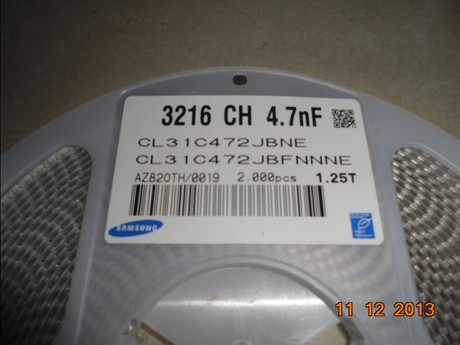 3216 CH 4.7nF
CL31C472JBNE
CL31C472JBFNNNE
AZ820TH/0019 2.000pcs 1.25T
SAMSUNG
11 12 2013